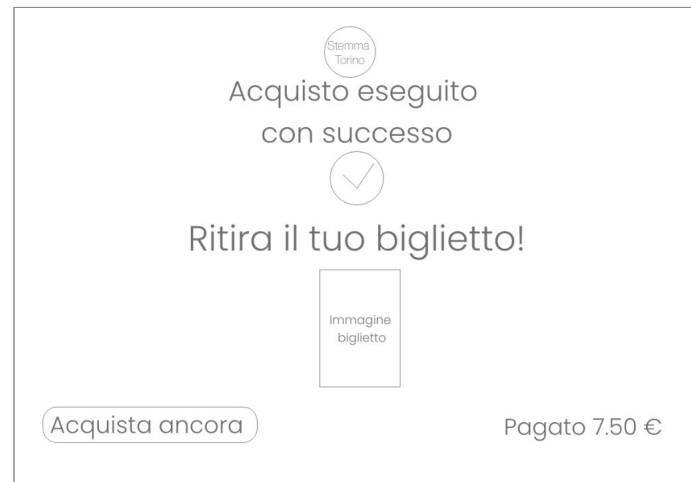 Stemma
Torino
Acquisto eseguito
con successo
Ritira il tuo biglietto!
Immagine
biglietto
Acquista ancora
Pagato 7.50 €